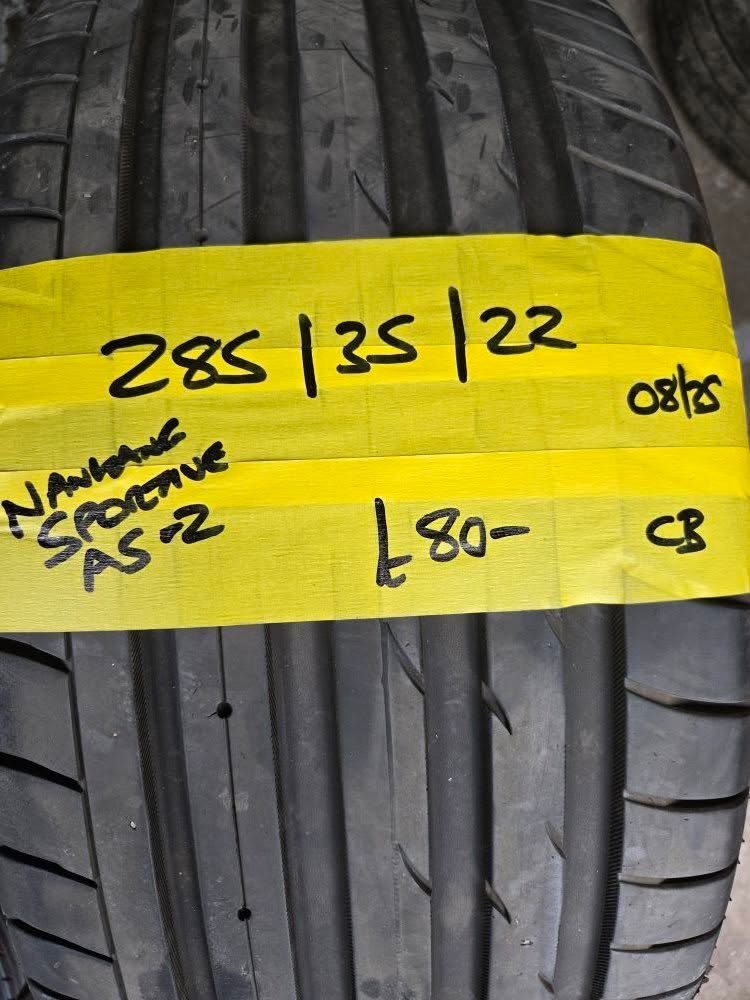 285/35/22
08/25
NANKANG
SPORTIVE
AS-2
£80-
CB